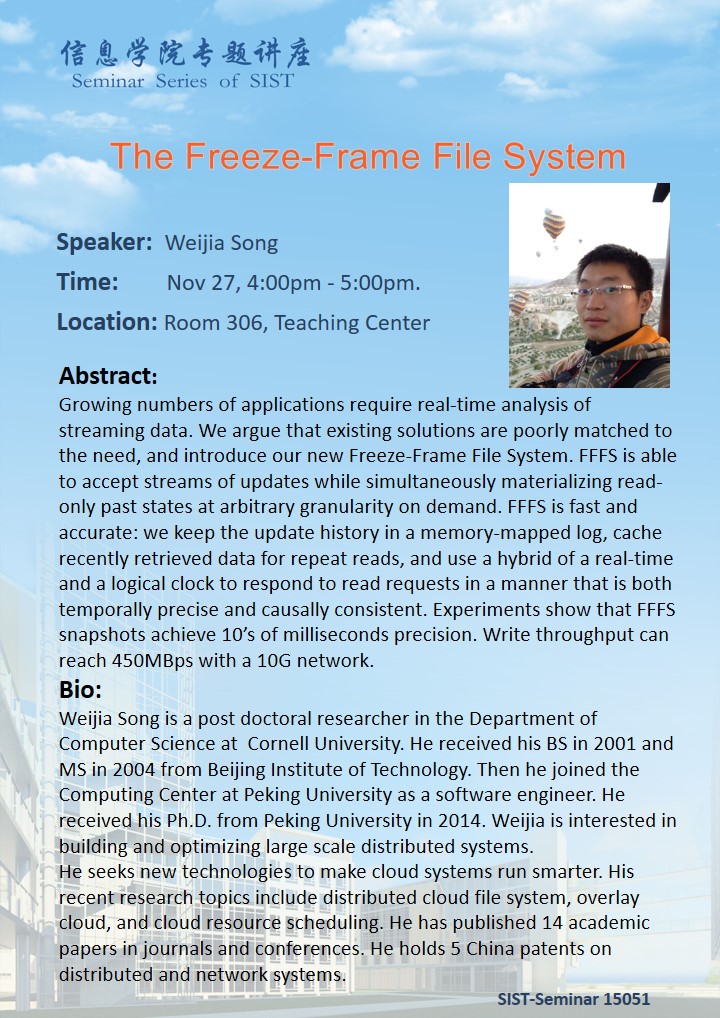 信息学院专题讲座
Seminar Series of SIST
The Freeze-Frame File System
Speaker: Weijia Song
Time: Nov 27, 4:00pm - 5:00pm.
Location: Room 306, Teaching Center
Abstract:
Growing numbers of applications require real-time analysis of
streaming data. We argue that existing solutions are poorly matched to
the need, and introduce our new Freeze-Frame File System. FFFS is able
to accept streams of updates while simultaneously materializing read-
only past states at arbitrary granularity on demand. FFFS is fast and
accurate: we keep the update history in a memory-mapped log, cache
recently retrieved data for repeat reads, and use a hybrid of a real-time
and a logical clock to respond to read requests in a manner that is both
temporally precise and causally consistent. Experiments show that FFFS
snapshots achieve 10’s of milliseconds precision. Write throughput can
reach 450MBps with a 10G network.
Bio:
Weijia Song is a post doctoral researcher in the Department of
Computer Science at Cornell University. He received his BS in 2001 and
MS in 2004 from Beijing Institute of Technology. Then he joined the
Computing Center at Peking University as a software engineer. He
received his Ph.D. from Peking University in 2014. Weijia is interested in
building and optimizing large scale distributed systems.
He seeks new technologies to make cloud systems run smarter. His
recent research topics include distributed cloud file system, overlay
cloud, and cloud resource scheduling. He has published 14 academic
papers in journals and conferences. He holds 5 China patents on
distributed and network systems.
SIST-Seminar 15051